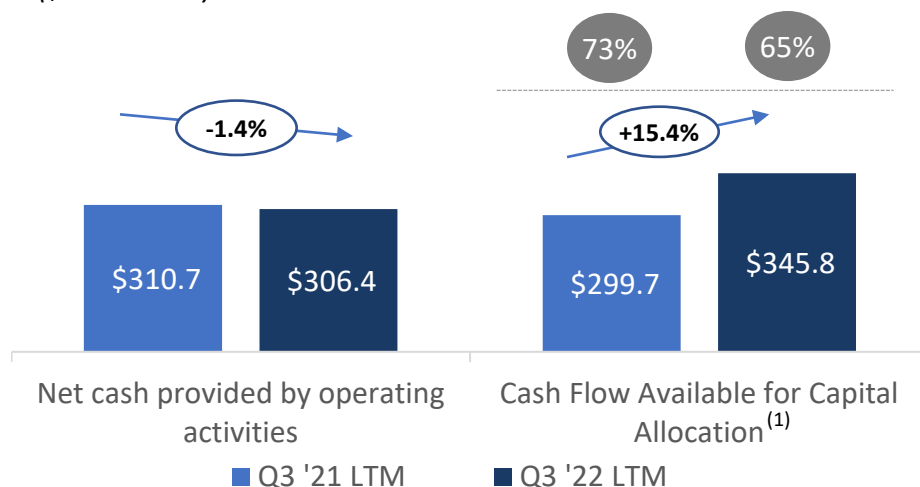 73% 65%
-1.4% +15.4%
$310.7 $306.4 $299.7 $345.8
Net cash provided by operating activities
Cash Flow Available for Capital Allocation(1)
Q3 '21 LTM Q3 '22 LTM